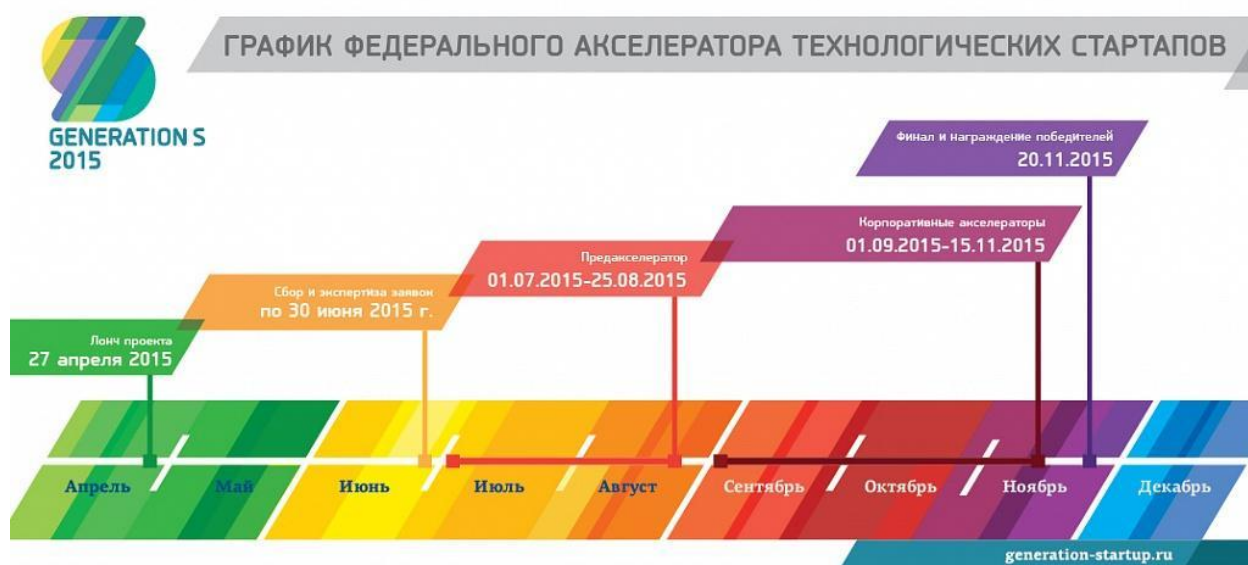 ГРАФИК ФЕДЕРАЛЬНОГО АКСЕЛЕРАТОРА ТЕХНОЛОГИЧЕСКИХ СТАРТАПОВ
GENERATION S
2015
Финал и награждение победителей
20.11.2015
Корпоративные акселераторы
01.09.2015-15.11.2015
Предакселератор
01.07.2015-25.08.2015
Сбор и экспертиза заявок
по 30 июня 2015 г.
Лонч проекта
27 апреля 2015
Апрель Май Июнь Июль Август Сентябрь Октябрь Ноябрь Декабрь
generation-startup.ru